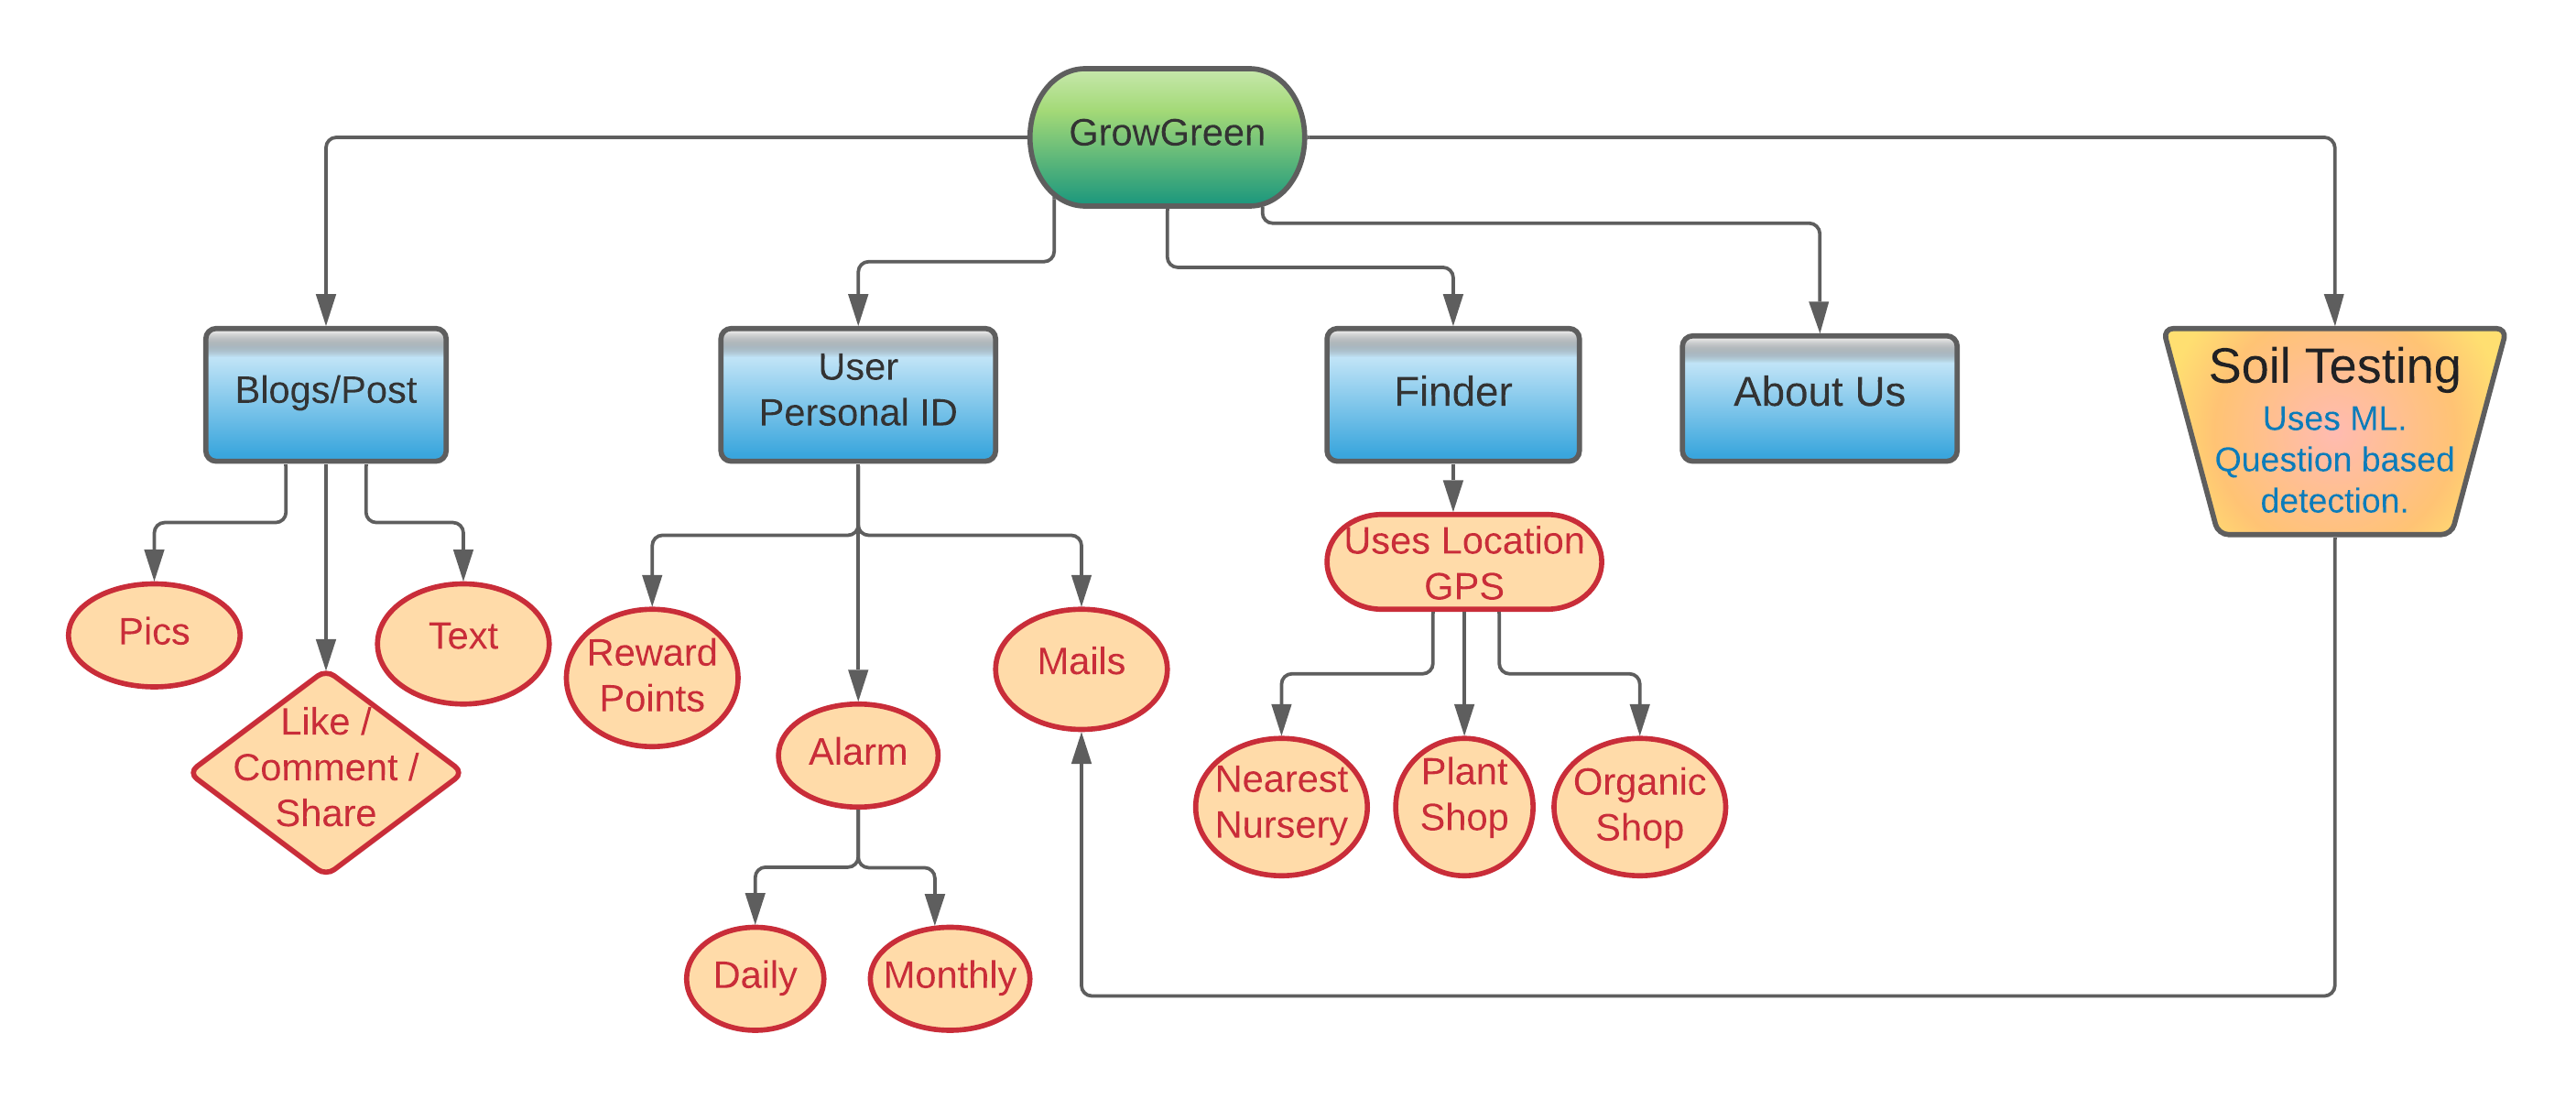 GrowGreen
Blogs/Post
User
Personal ID
Finder
About Us
Soil Testing
Uses ML.
Question based
detection.
Pics
Like /
Comment /
Share
Text
Reward
Points
Alarm
Mails
Daily
Monthly
Uses Location
GPS
Nearest
Nursery
Plant
Shop
Organic
Shop